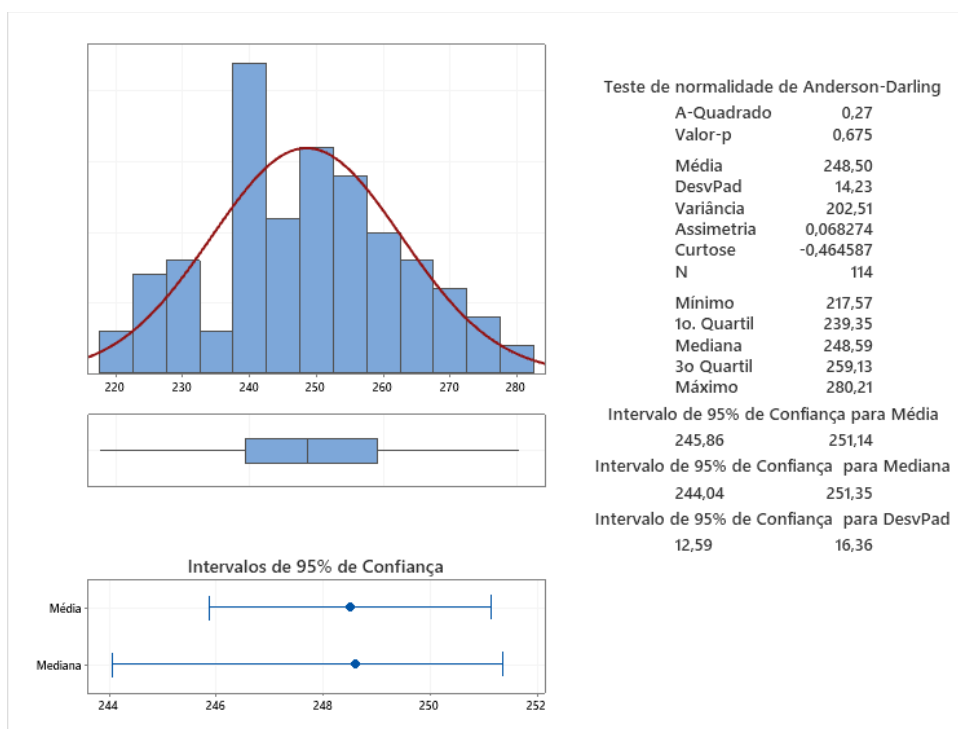 220 230 240 250 260 270 280
Teste de normalidade de Anderson-Darling
A-Quadrado 0,27
Valor-p 0,675
Média 248,50
DesvPad 14,23
Variância 202,51
Assimetria 0,068274
Curtose -0,464587
N 114
Mínimo 217,57
1o. Quartil 239,35
Mediana 248,59
3o Quartil 259,13
Máximo 280,21
Intervalo de 95% de Confiança para Média
245,86 251,14
Intervalo de 95% de Confiança para Mediana
244,04 251,35
Intervalo de 95% de Confiança para DesvPad
12,59 16,36
Intervalos de 95% de Confiança
Média
Mediana
244 246 248 250 252